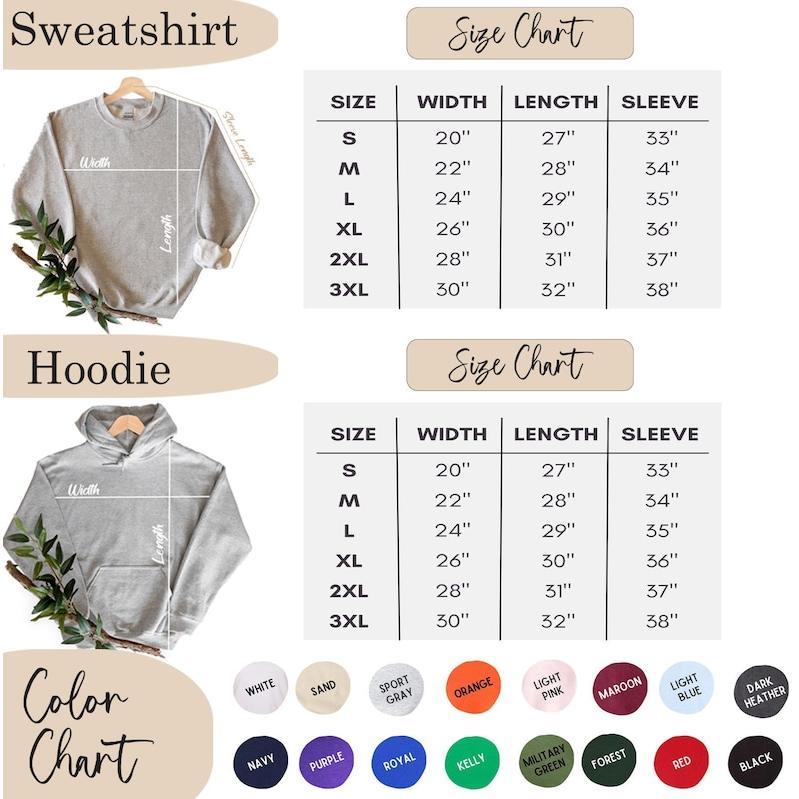 Sweatshirt
Size Chart
Sleeve Length
Width
Length
SIZE WIDTH LENGTH SLEEVE
S 20" 27" 33"
M 22" 28" 34"
L 24" 29" 35"
XL 26" 30" 36"
2XL 28" 31" 37"
3XL 30" 32" 38"
Hoodie
Size Chart
Width
Length
SIZE WIDTH LENGTH SLEEVE
S 20" 27" 33"
M 22" 28" 34"
L 24" 29" 35"
XL 26" 30" 36"
2XL 28" 31" 37"
3XL 30" 32" 38"
Color
Chart
WHITE
SAND
SPORT
GRAY
ORANGE
LIGHT
PINK
MAROON
LIGHT
BLUE
DARK
HEATHER
NAVY
PURPLE
ROYAL
KELLY
MILITARY
GREEN
FOREST
RED
BLACK